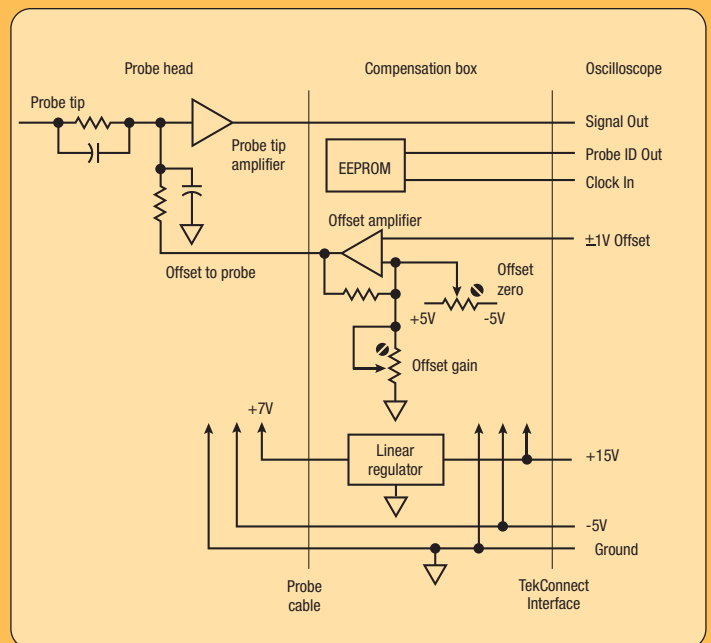 Probe head
Compensation box
Oscilloscope
Probe tip
Signal Out
Probe tip
amplifier
EEPROM
Probe ID Out
Clock In
Offset amplifier
±1V Offset
Offset to probe
Offset
zero
+5V
-5V
Offset gain
+7V
Linear
regulator
+15V
-5V
Ground
Probe
cable
TekConnect
Interface